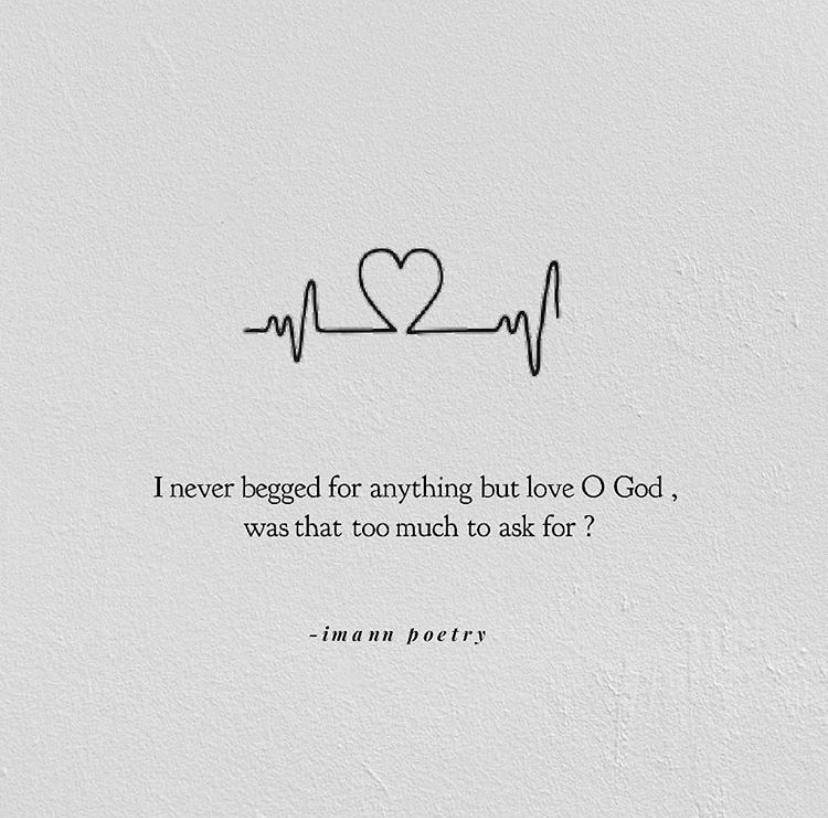 I never begged for anything but love O God ,
was that too much to ask for ?
-imann poetry